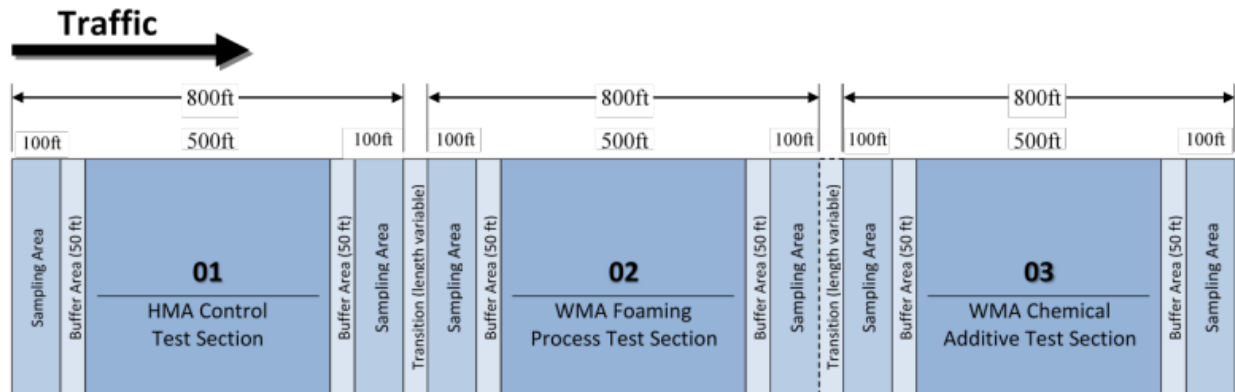 Traffic
800ft
800ft
800ft
100ft
500ft
100ft
100ft
500ft
100ft
100ft
500ft
100ft
Sampling Area
Buffer Area (50 ft)
01
HMA Control
Test Section
Buffer Area (50 ft)
Sampling Area
Transition (length variable)
Sampling Area
Buffer Area (50 ft)
02
WMA Foaming
Process Test Section
Buffer Area (50 ft)
Sampling Area
Transition (length variable)
Sampling Area
Buffer Area (50 ft)
03
WMA Chemical
Additive Test Section
Buffer Area (50 ft)
Sampling Area